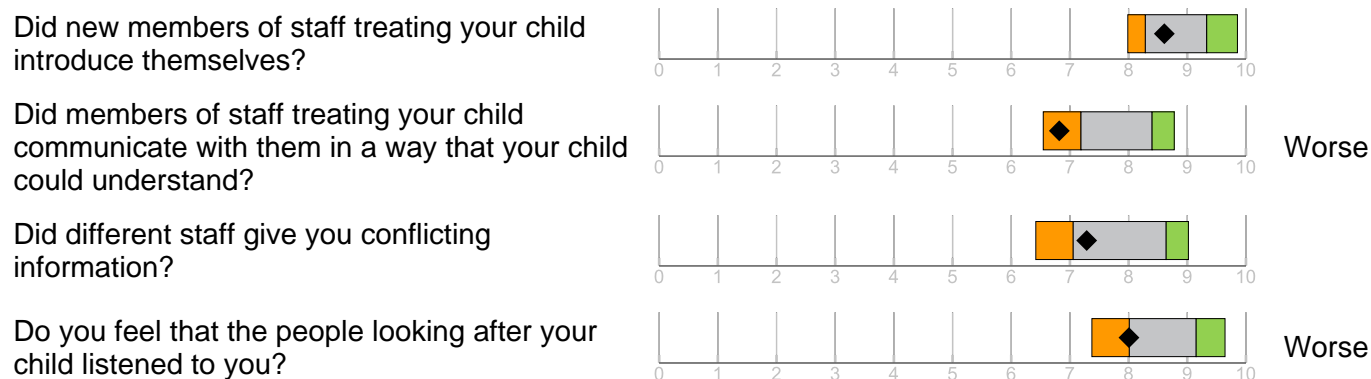 Did new members of staff treating your child
introduce themselves?
0 1 2 3 4 5 6 7 8 9 10
Did members of staff treating your child
communicate with them in a way that your child
could understand?
0 1 2 3 4 5 6 7 8 9 10
Worse
Did different staff give you conflicting
information?
0 1 2 3 4 5 6 7 8 9 10
Do you feel that the people looking after your
child listened to you?
0 1 2 3 4 5 6 7 8 9 10
Worse